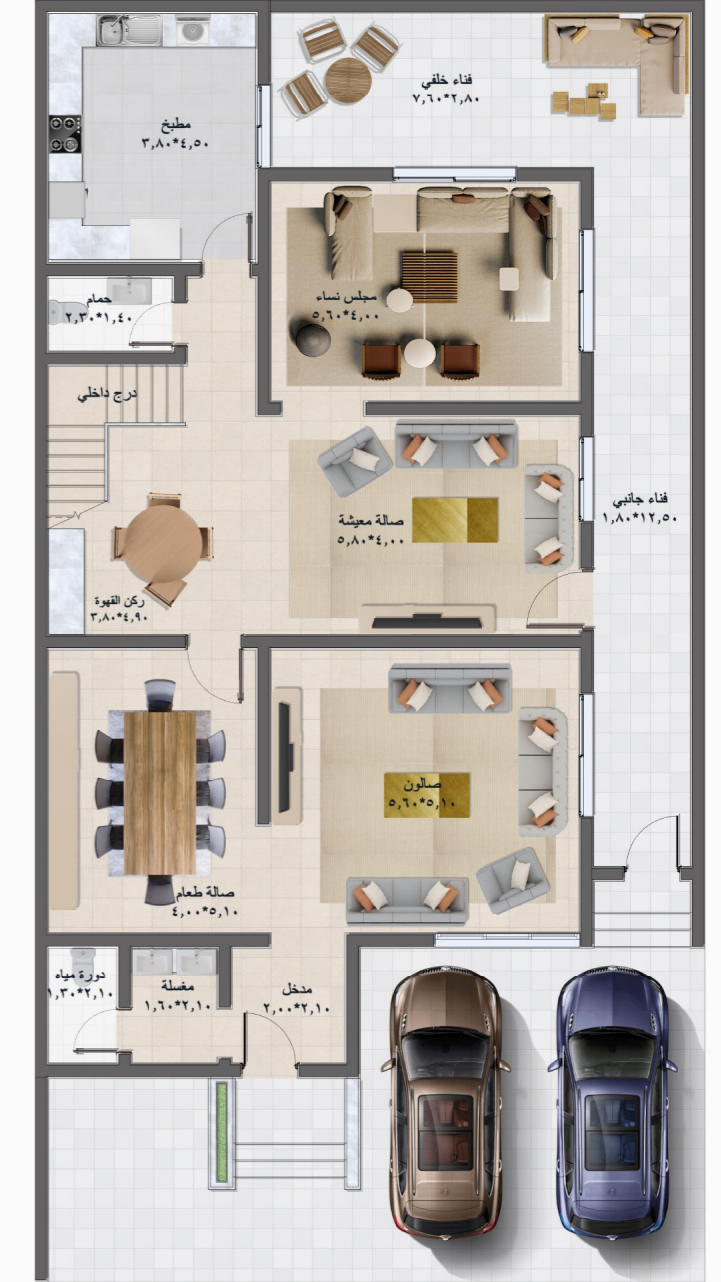 فناء خلفي
٧,٦٠*٢,٨٠
مطبخ
٣,٨٠*٤,٥٠
حمام
٢,٣٠*١,٤٠
مجلس نساء
٥,٦٠*٤,٠٠
درج داخلي
صالة معيشة
٥,٨٠*٤,٠٠
فناء جانبي
١,٨٠*١٢,٥٠
ركن القهوة
٣,٨٠*٤,٩٠
صالون
٥,٦٠*٥,١٠
صالة طعام
٤,٠٠*٥,١٠
دورة مياه
١,٣٠*٢,١٠
مغسلة
١,٦٠*٢,١٠
مدخل
٢,٠٠*٢,١٠